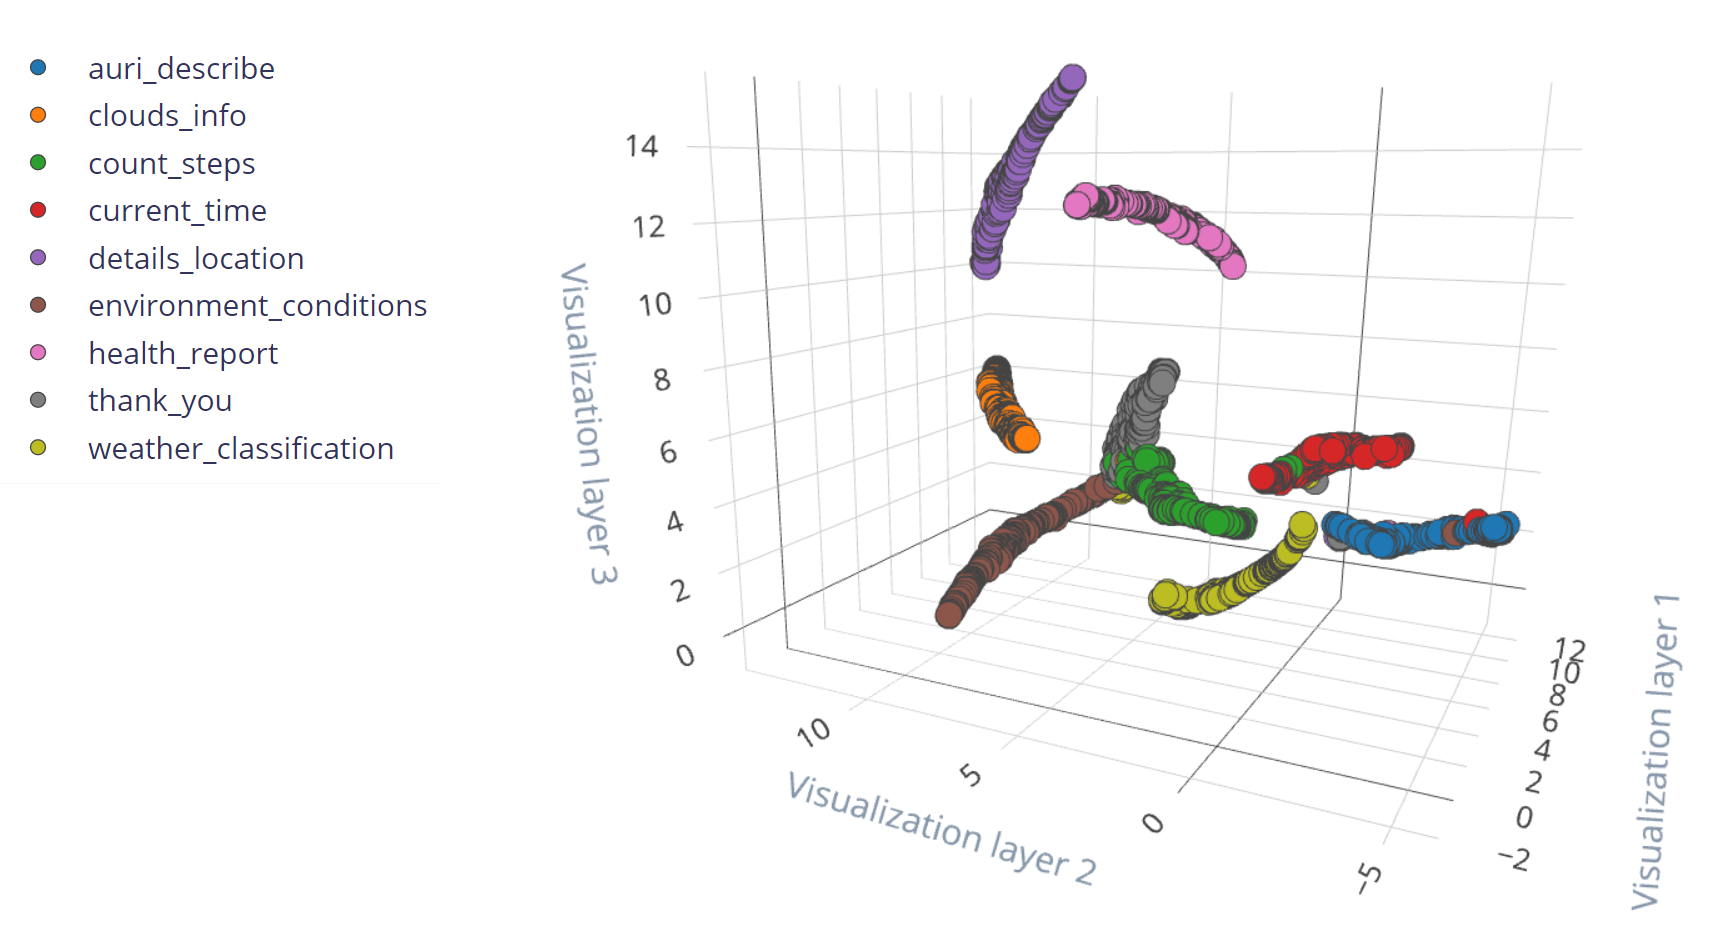 auri_describe
clouds_info
count_steps
current_time
details_location
environment_conditions
health_report
thank_you
weather_classification
14
12
10
8
6
4
2
0
Visualization layer 3
10
5
0
−5
Visualization layer 2
12
10
8
6
4
2
0
−2
Visualization layer 1